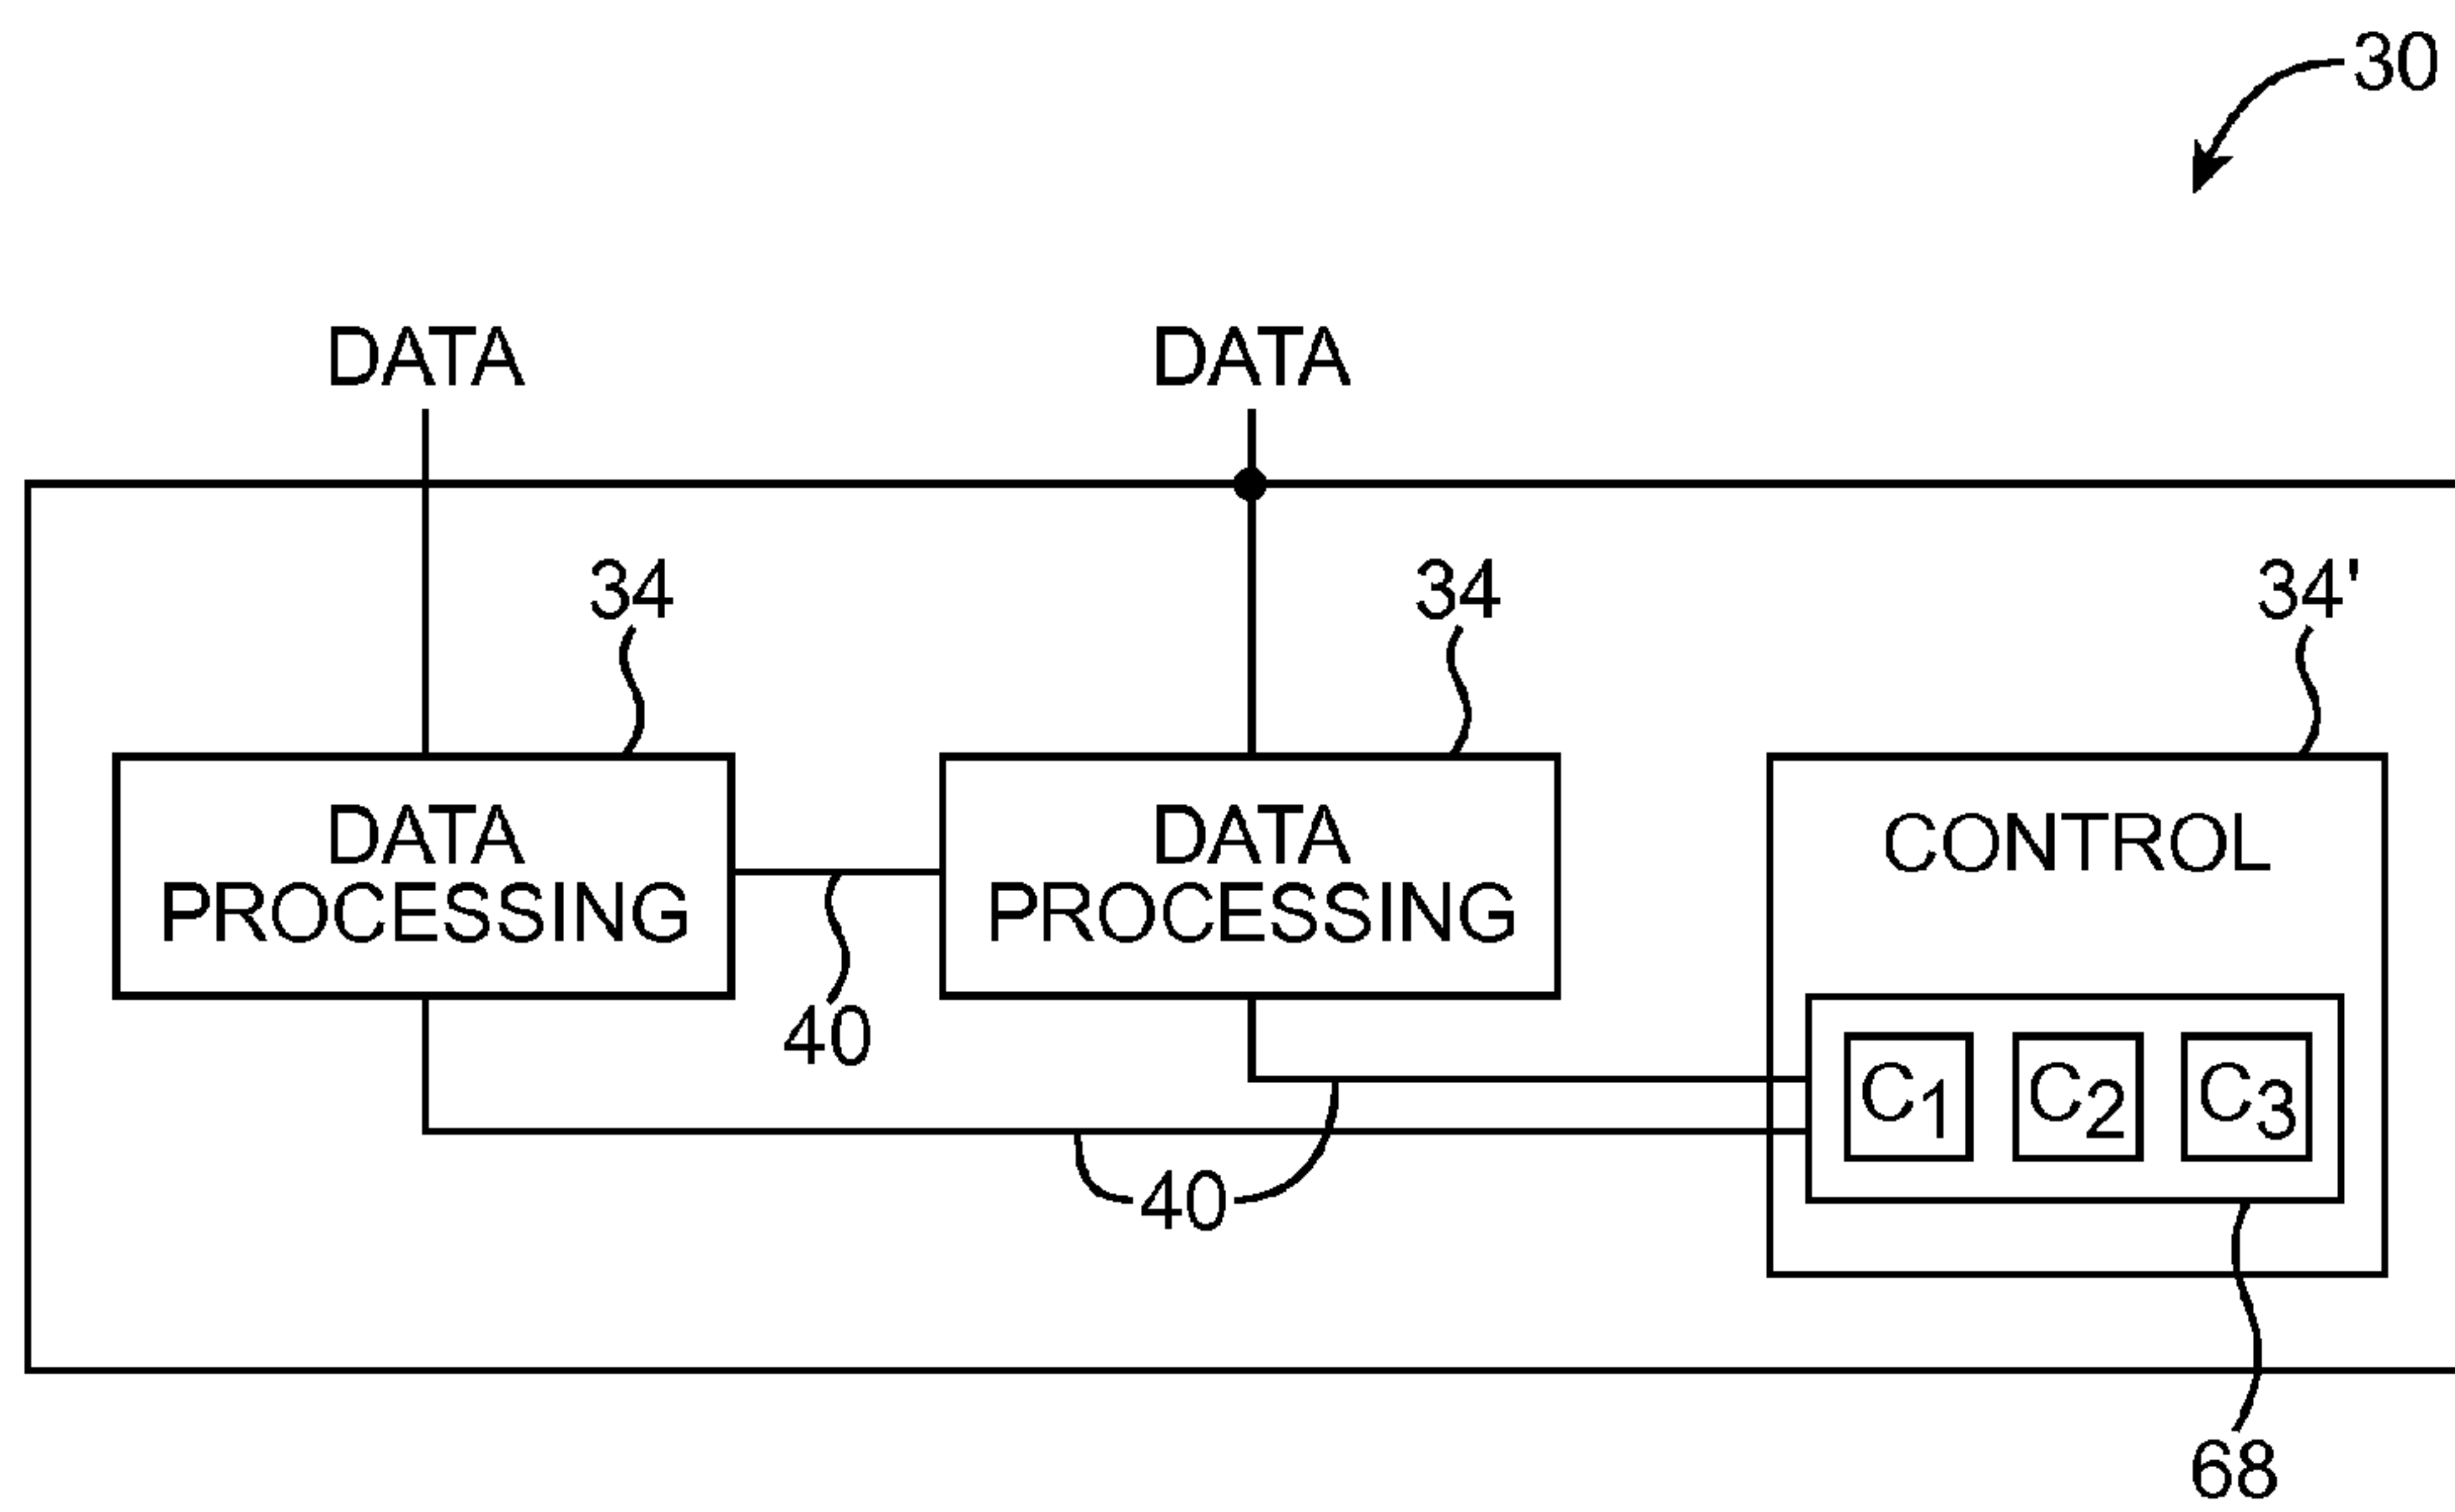 30
DATA DATA
34 34 34'
DATA PROCESSING
DATA PROCESSING
CONTROL
40
C1 C2 C3
40
68